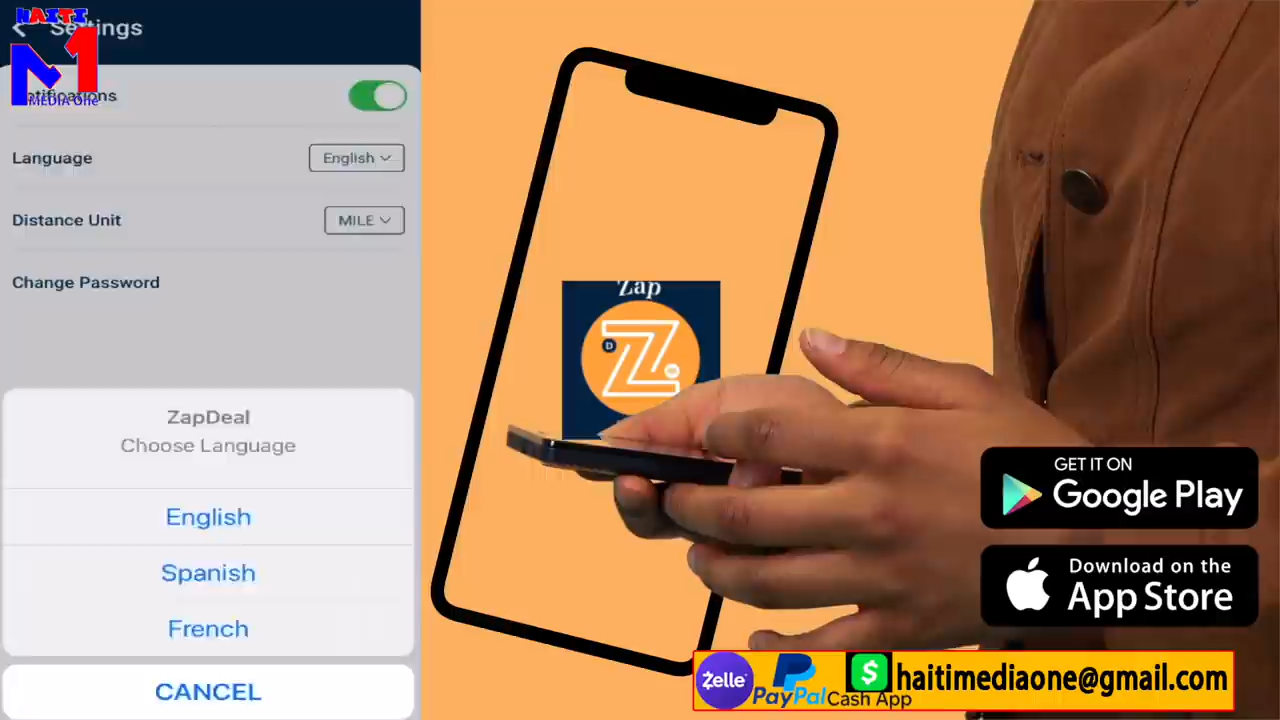 HAITI
Settings
MEDIA One
Notifications
Language
English
Distance Unit
MILE
Change Password
ZapDeal
Choose Language
English
Spanish
French
CANCEL
Zap
D
Z
GET IT ON
Google Play
Download on the
App Store
Zelle
PayPal
$
Cash App
haitimediaone@gmail.com